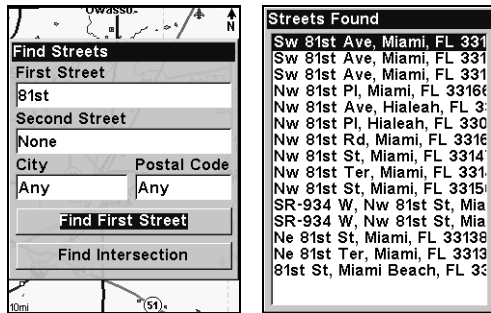 Owasso
N
Find Streets
First Street
81st
Second Street
None
City Postal Code
Any Any
Find First Street
Find Intersection
10mi
51
Streets Found
Sw 81st Ave, Miami, FL 331
Sw 81st Ave, Miami, FL 331
Sw 81st Ave, Miami, FL 331
Nw 81st Pl, Miami, FL 33166
Nw 81st Ave, Hialeah, FL 3
Nw 81st Pl, Hialeah, FL 330
Nw 81st Rd, Miami, FL 3316
Nw 81st St, Miami, FL 33147
Nw 81st Ter, Miami, FL 331
Nw 81st St, Miami, FL 3315
SR-934 W, Nw 81st St, Mia
SR-934 W, Nw 81st St, Mia
Ne 81st St, Miami, FL 33138
Ne 81st Ter, Miami, FL 3313
81st St, Miami Beach, FL 33